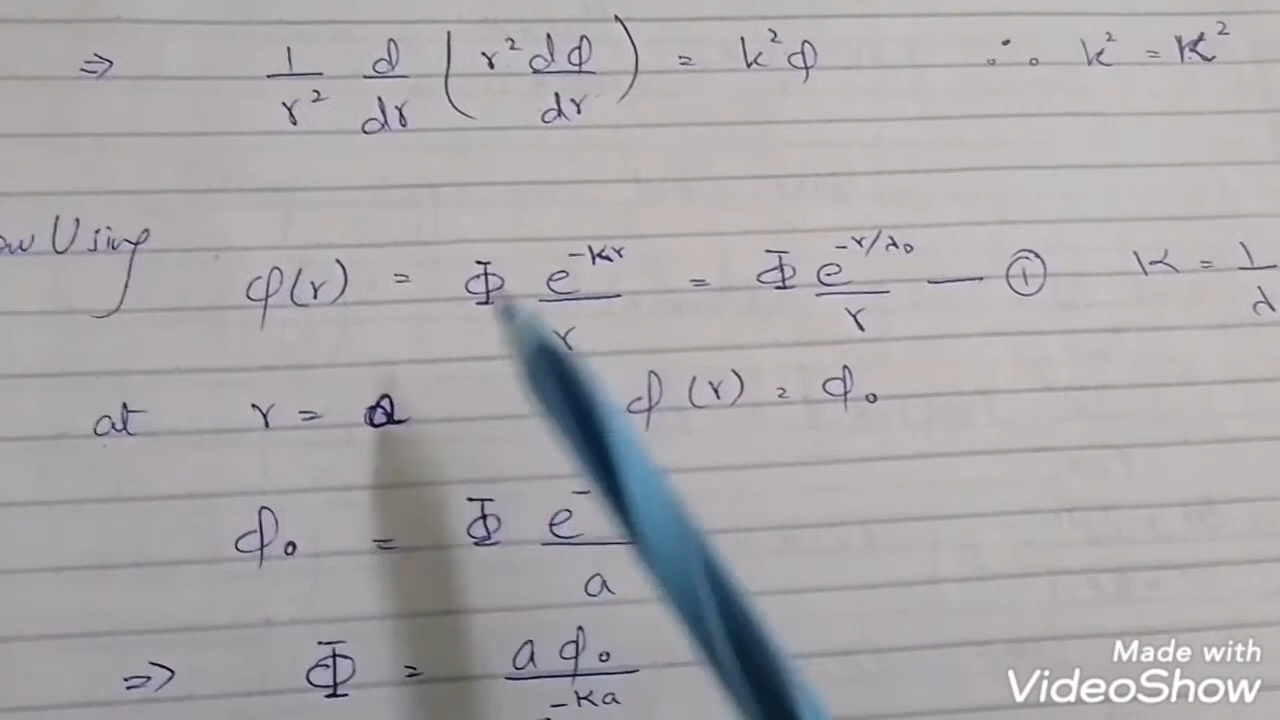 ⇒ 1/r² d/dr (r² dφ/dr) = k²φ ∴ k² = K²
Using φ(r) = Φ e^(-Kr)/r = Φ e^(-r/λ₀)/r — ① K = 1/λ
at r = a φ(r) = φ₀
φ₀ = Φ e^-/a
⇒ Φ = aφ₀/-Ka
Made with
VideoShow